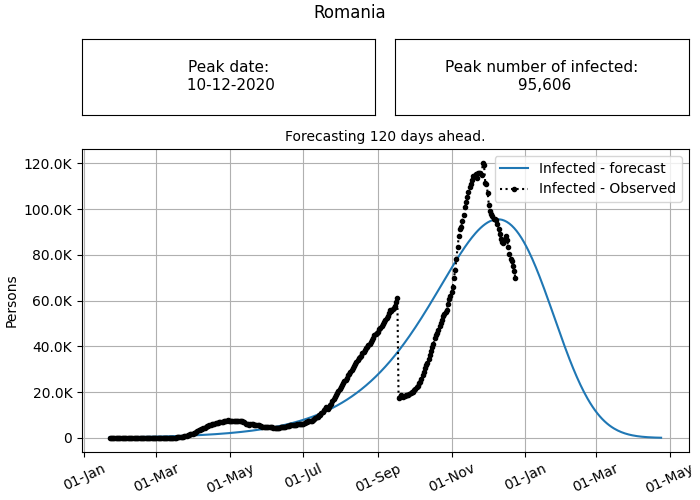 Romania
Peak date:
10-12-2020
Peak number of infected:
95,606
Forecasting 120 days ahead.
120.0K
100.0K
80.0K
60.0K
40.0K
20.0K
0
Persons
Infected - forecast
Infected - Observed
01-Jan
01-Mar
01-May
01-Jul
01-Sep
01-Nov
01-Jan
01-Mar
01-May